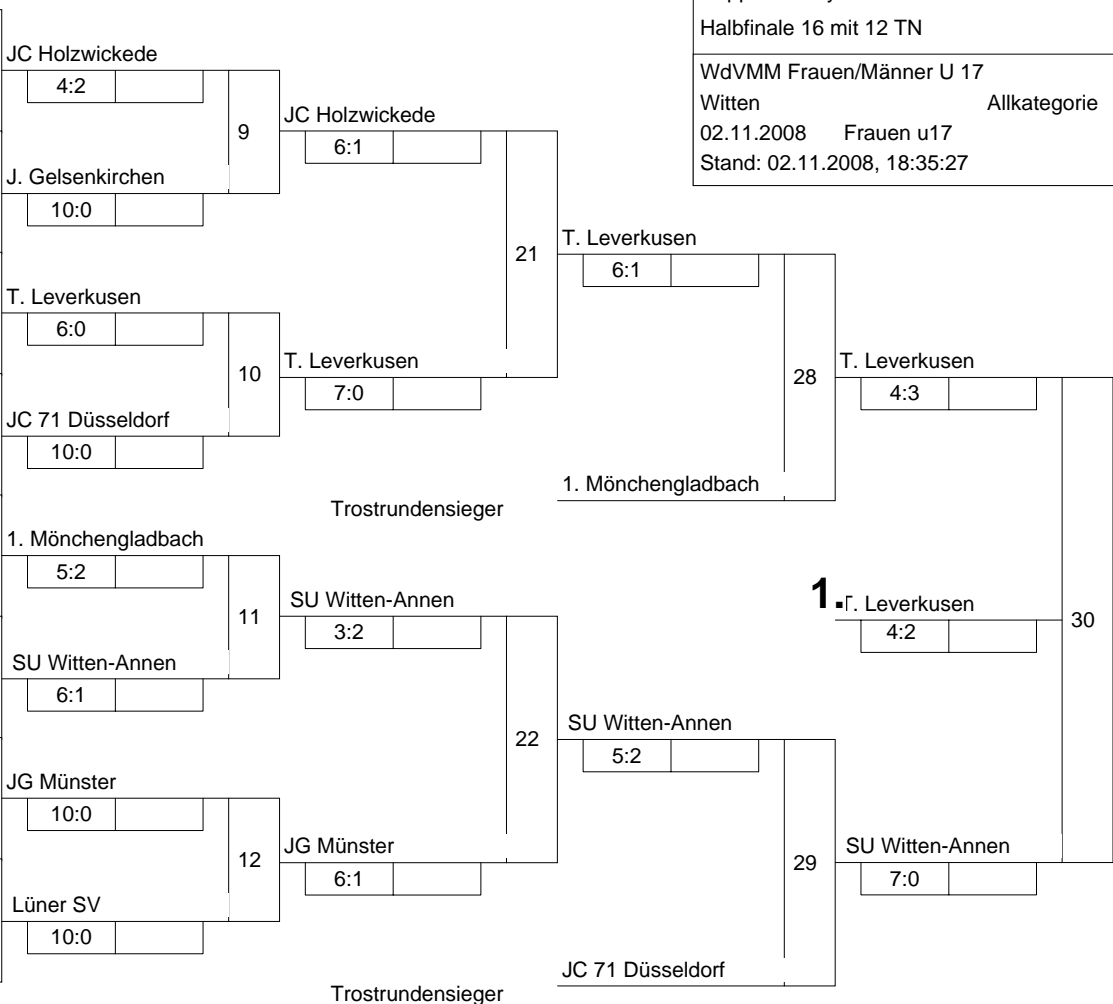 Halbfinale 16 mit 12 TN
WdVMM Frauen/Männer U 17
Witten Allkategorie
02.11.2008 Frauen u17
Stand: 02.11.2008, 18:35:27
JC Holzwickede
4:2
9
J. Gelsenkirchen
10:0
T. Leverkusen
6:0
10
JC 71 Düsseldorf
10:0
1. Mönchengladbach
5:2
11
SU Witten-Annen
6:1
JG Münster
10:0
12
Lüner SV
10:0
JC Holzwickede
6:1
21
T. Leverkusen
7:0
Trostrundensieger
SU Witten-Annen
3:2
22
JG Münster
6:1
Trostrundensieger
T. Leverkusen
6:1
28
1. Mönchengladbach
SU Witten-Annen
5:2
29
JC 71 Düsseldorf
T. Leverkusen
4:3
1. T. Leverkusen
4:2
30
SU Witten-Annen
7:0